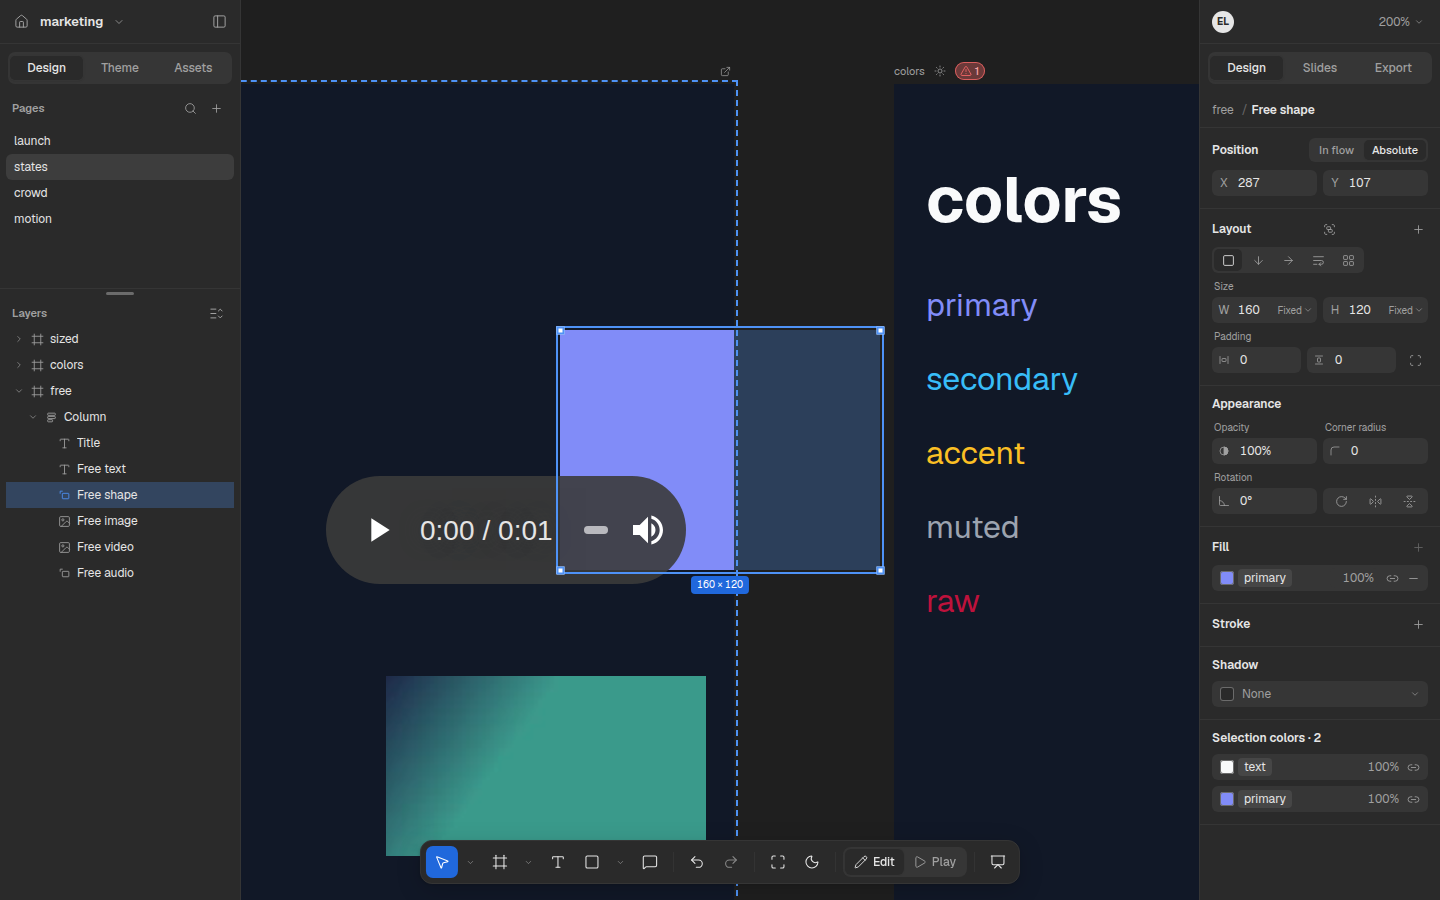 marketing
Design
Theme
Assets
Pages
launch
states
crowd
motion
Layers
sized
colors
free
Column
Title
Free text
Free shape
Free image
Free video
Free audio
0:00 / 0:01
160 × 120
colors
1
colors
primary
secondary
accent
muted
raw
Edit
Play
EL
200%
Design
Slides
Export
free / Free shape
Position
In flow
Absolute
X 287
Y 107
Layout
Size
W 160 Fixed
H 120 Fixed
Padding
0
0
Appearance
Opacity
Corner radius
100%
0
Rotation
0°
Fill
primary 100%
Stroke
Shadow
None
Selection colors · 2
text 100%
primary 100%